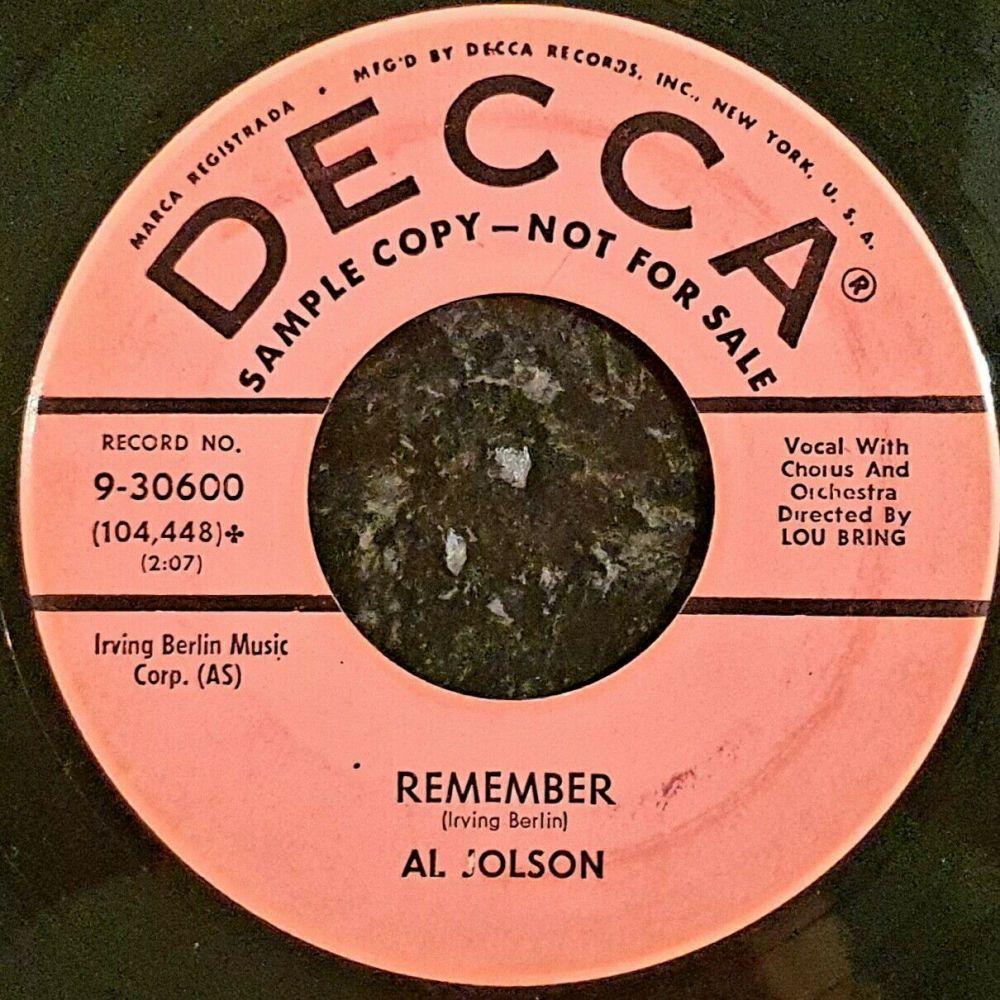 MARCA REGISTRADA • MFG'D BY DECCA RECORDS, INC., NEW YORK, U. S. A.
DECCA®
SAMPLE COPY—NOT FOR SALE
RECORD NO.
9-30600
(104,448)✤
(2:07)
Vocal With
Chorus And
Orchestra
Directed By
LOU BRING
Irving Berlin Music
Corp. (AS)
REMEMBER
(Irving Berlin)
AL JOLSON